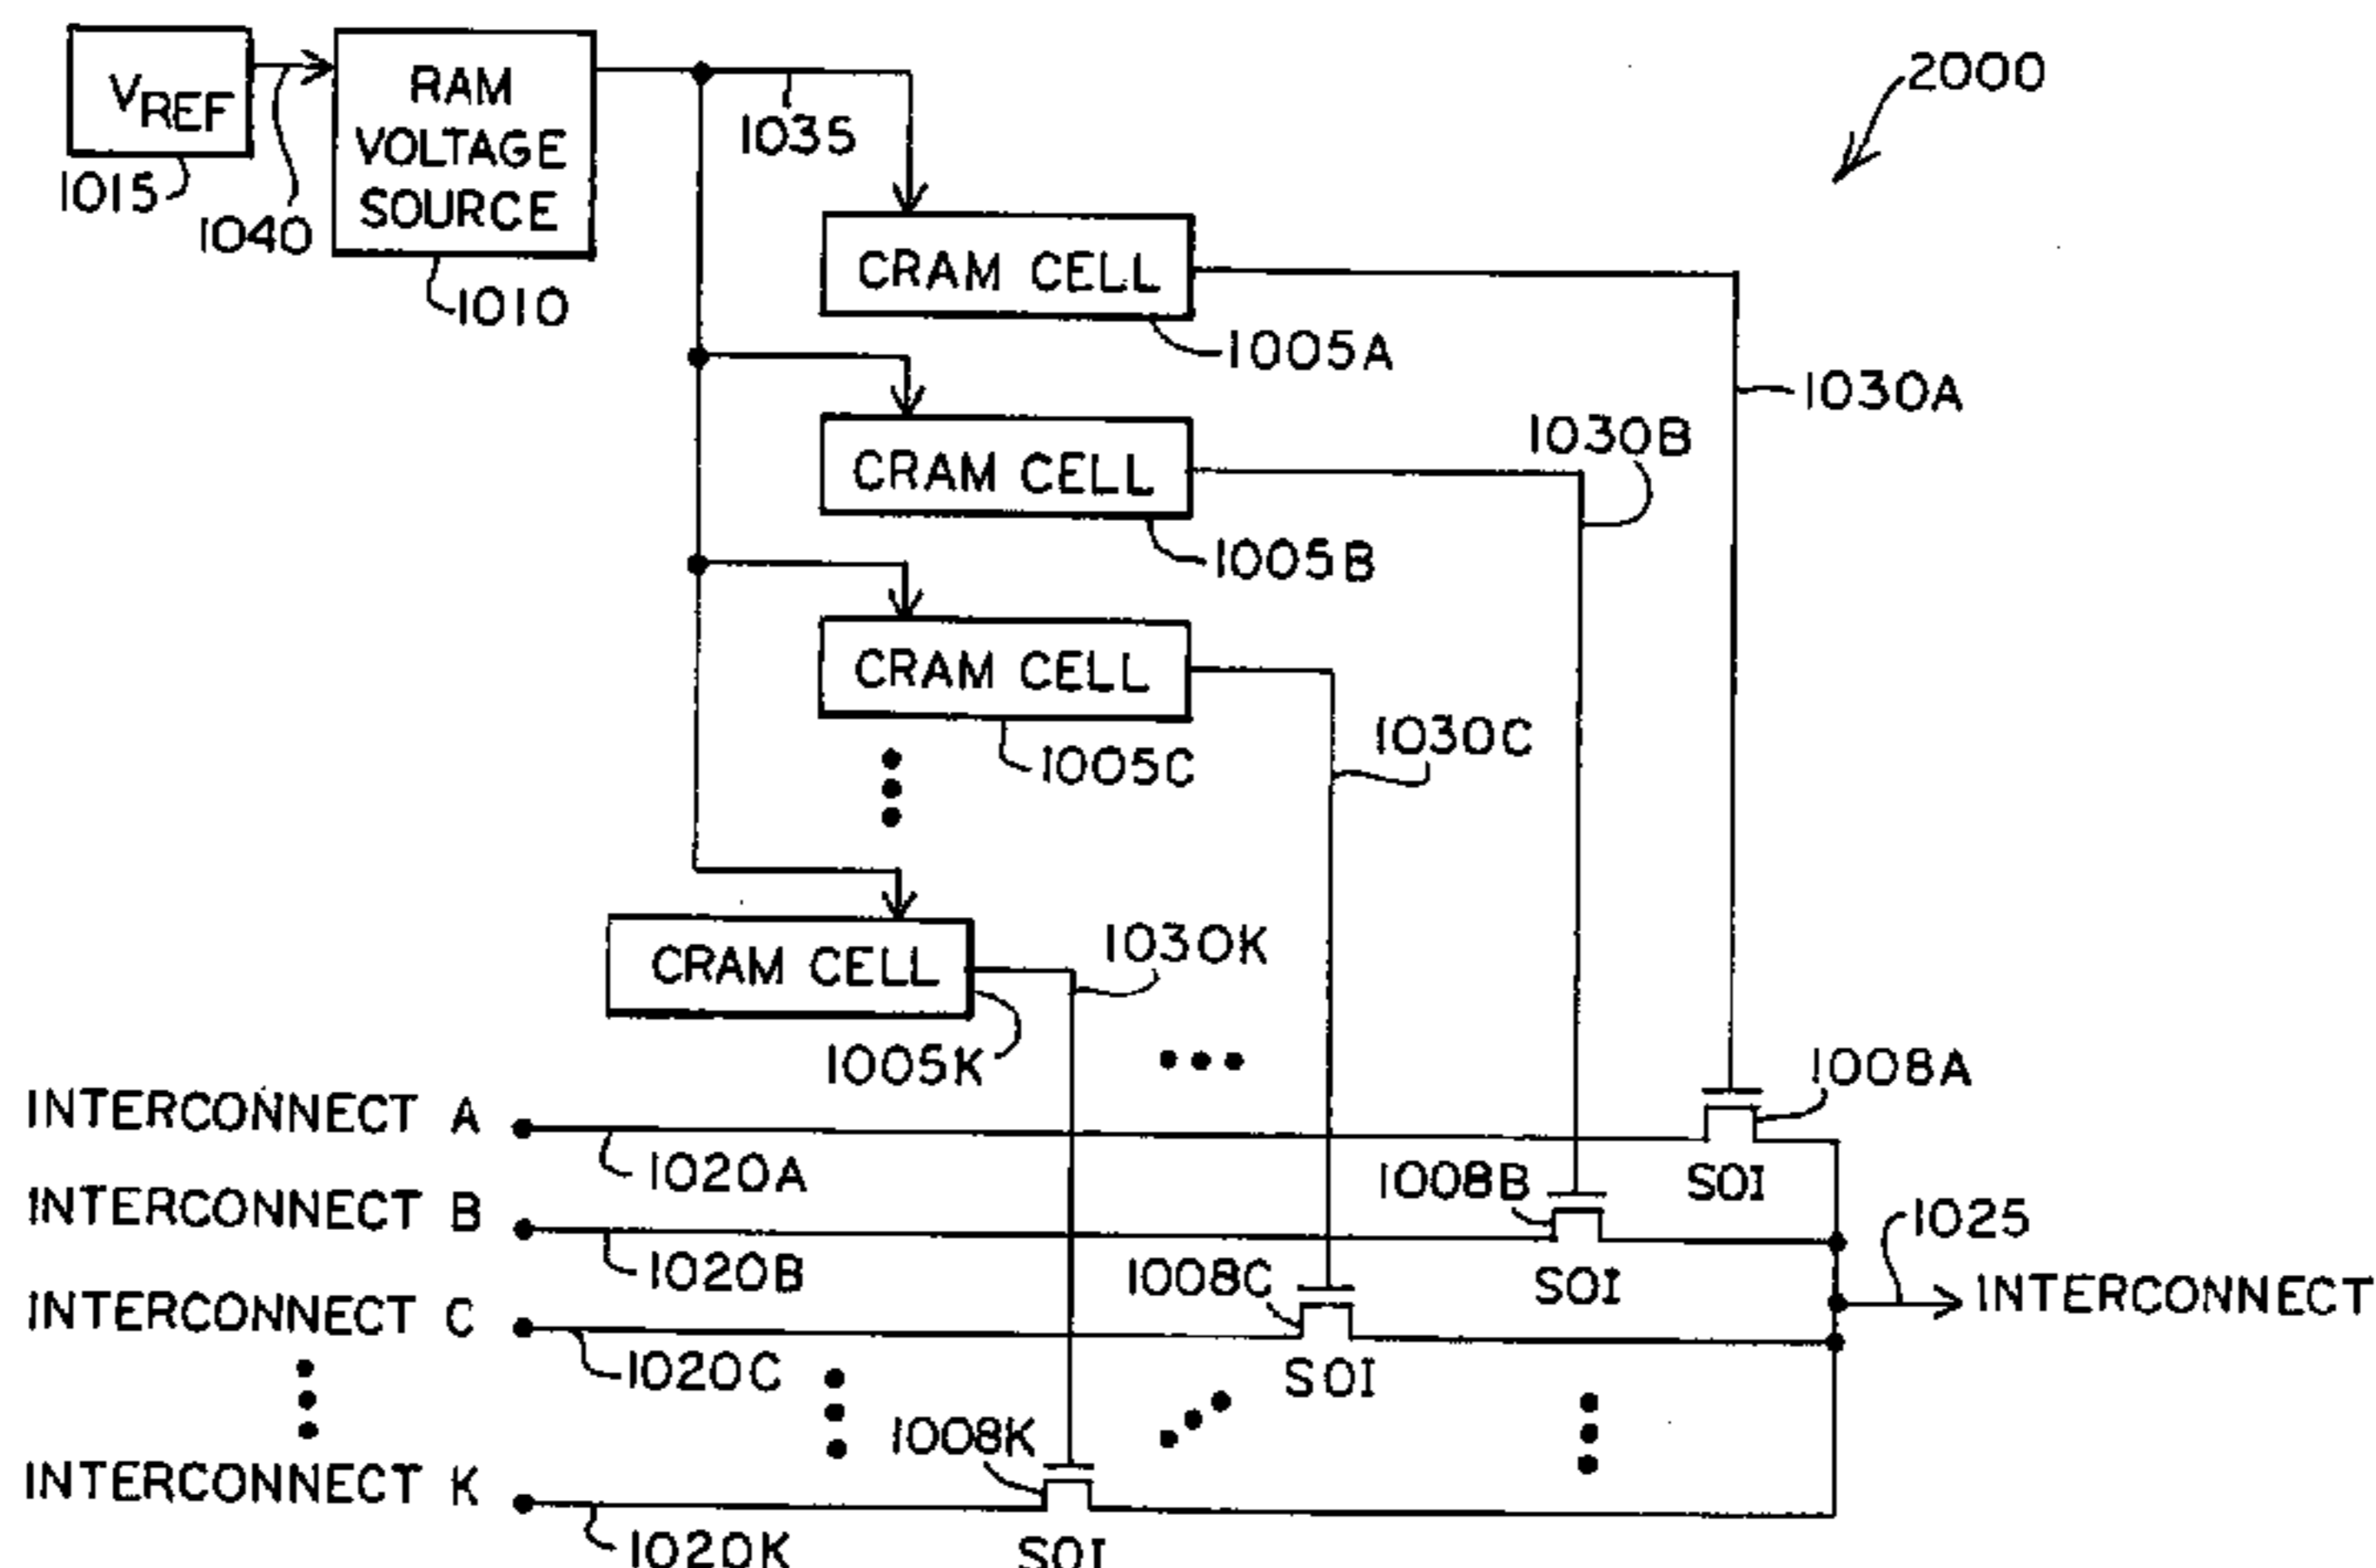 VREF
RAM
VOLTAGE
SOURCE
1015
1040
1010
1035
2000
CRAM CELL
1005A
1030A
CRAM CELL
1005B
1030B
CRAM CELL
1005C
1030C
CRAM CELL
1005K
1030K
INTERCONNECT A
1020A
1008A
SOI
INTERCONNECT B
1020B
1008B
SOI
1025
INTERCONNECT
INTERCONNECT C
1020C
1008C
SOI
INTERCONNECT K
1020K
1008K
SOI